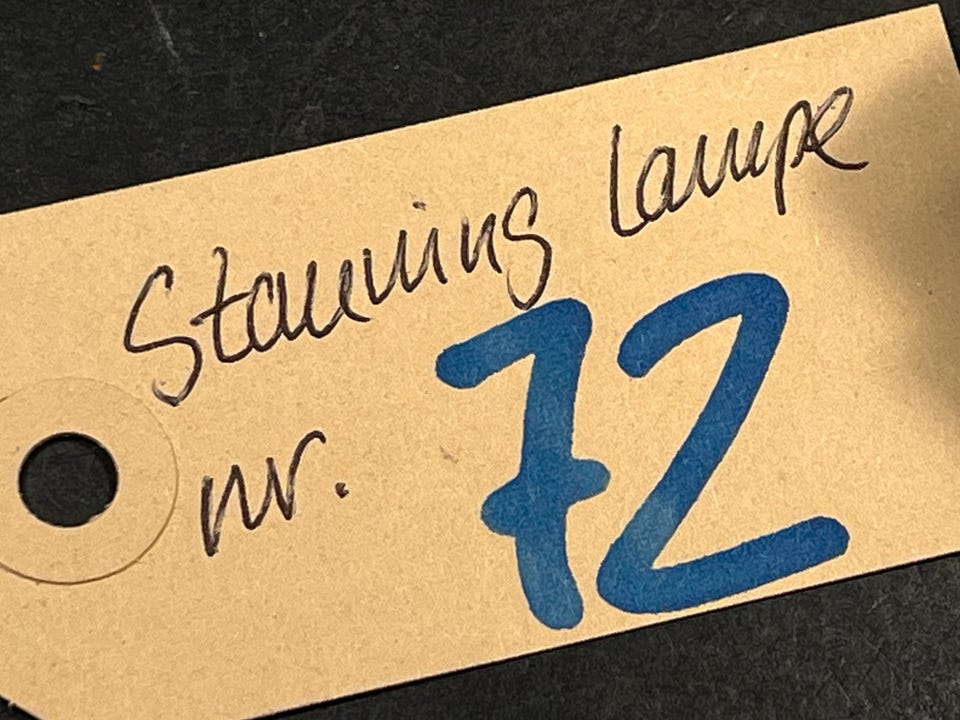 Stauning lampe
nr. 72